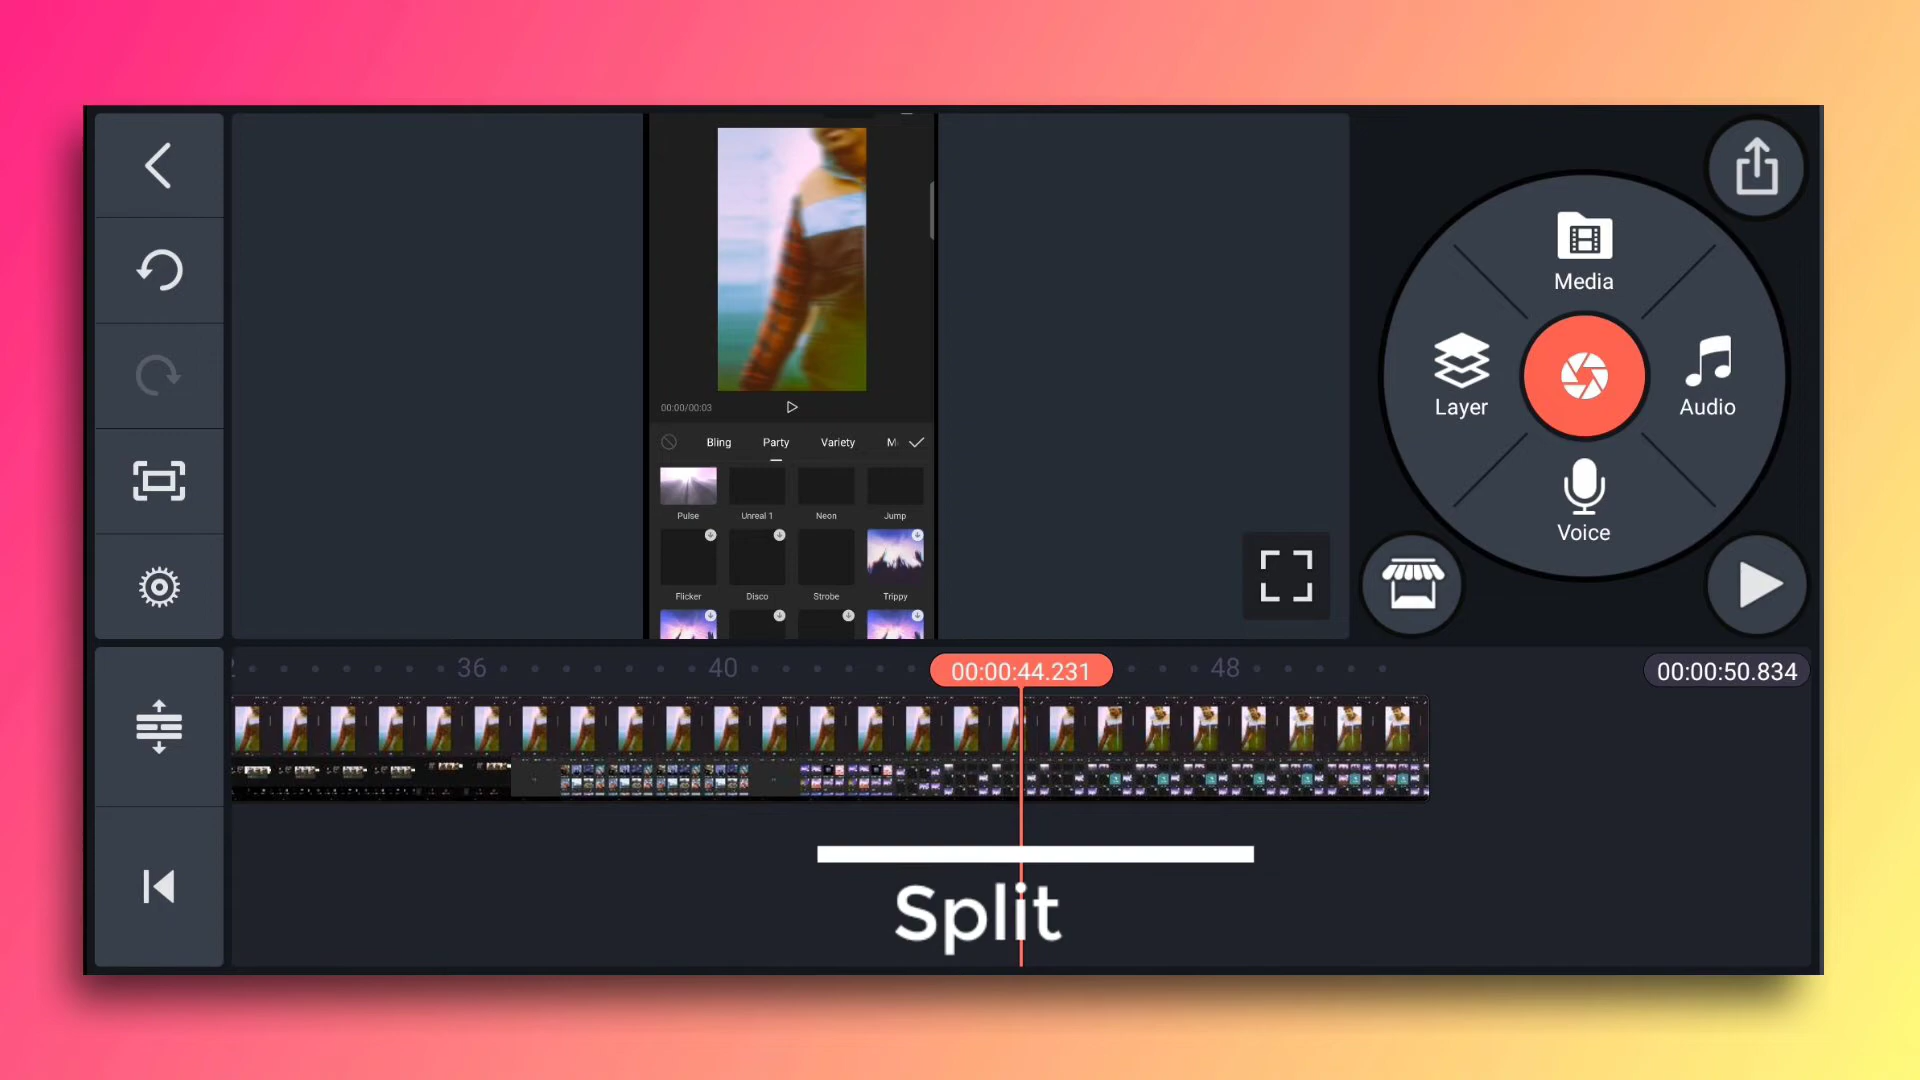 Media
Layer
Audio
Voice
00:00/00:03
Bling
Party
Variety
M
Pulse
Unreal 1
Neon
Jump
Flicker
Disco
Strobe
Trippy
36
40
00:00:44.231
48
00:00:50.834
Split